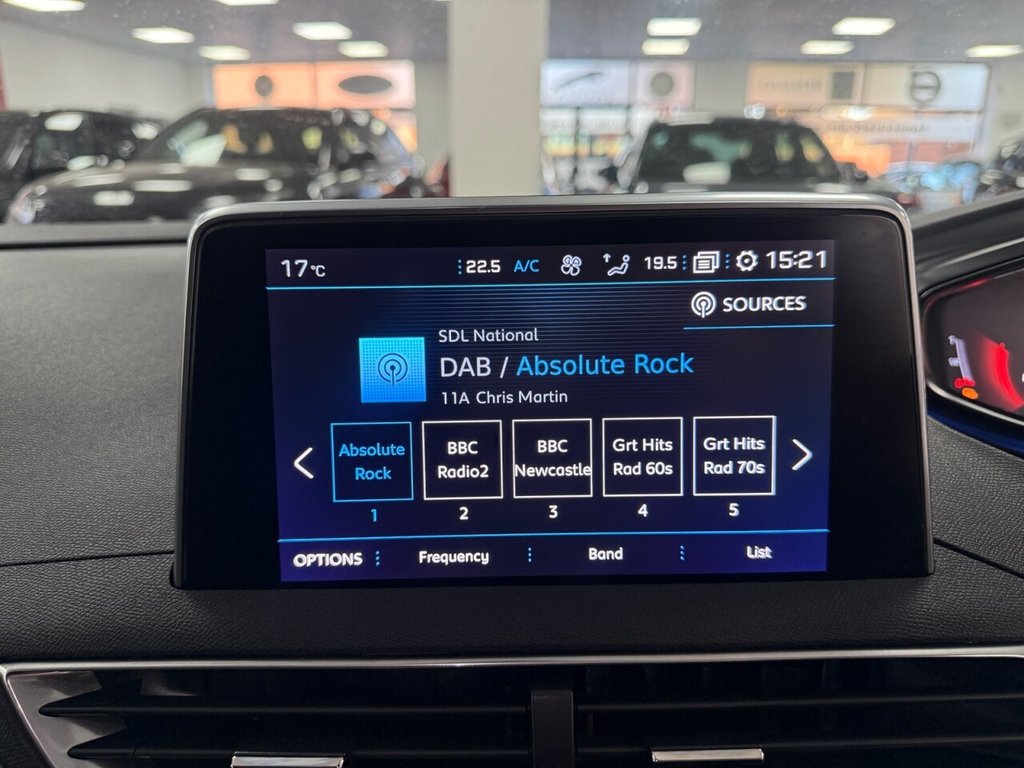 17°C
22.5 A/C 19.5 15:21
SOURCES
SDL National
DAB / Absolute Rock
11A Chris Martin
Absolute
Rock
BBC
Radio2
BBC
Newcastle
Grt Hits
Rad 60s
Grt Hits
Rad 70s
1 2 3 4 5
OPTIONS Frequency Band List